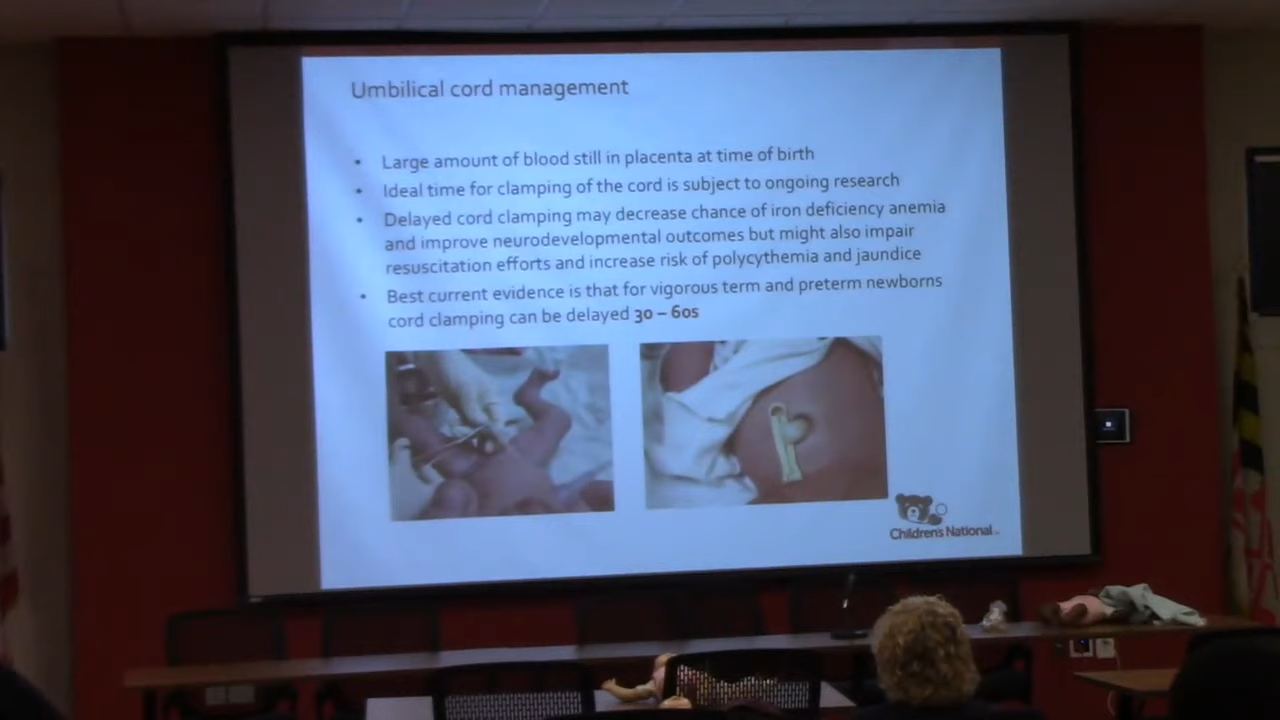 Umbilical cord management
• Large amount of blood still in placenta at time of birth
• Ideal time for clamping of the cord is subject to ongoing research
• Delayed cord clamping may decrease chance of iron deficiency anemia
and improve neurodevelopmental outcomes but might also impair
resuscitation efforts and increase risk of polycythemia and jaundice
• Best current evidence is that for vigorous term and preterm newborns
cord clamping can be delayed 30 – 60s
Children's National